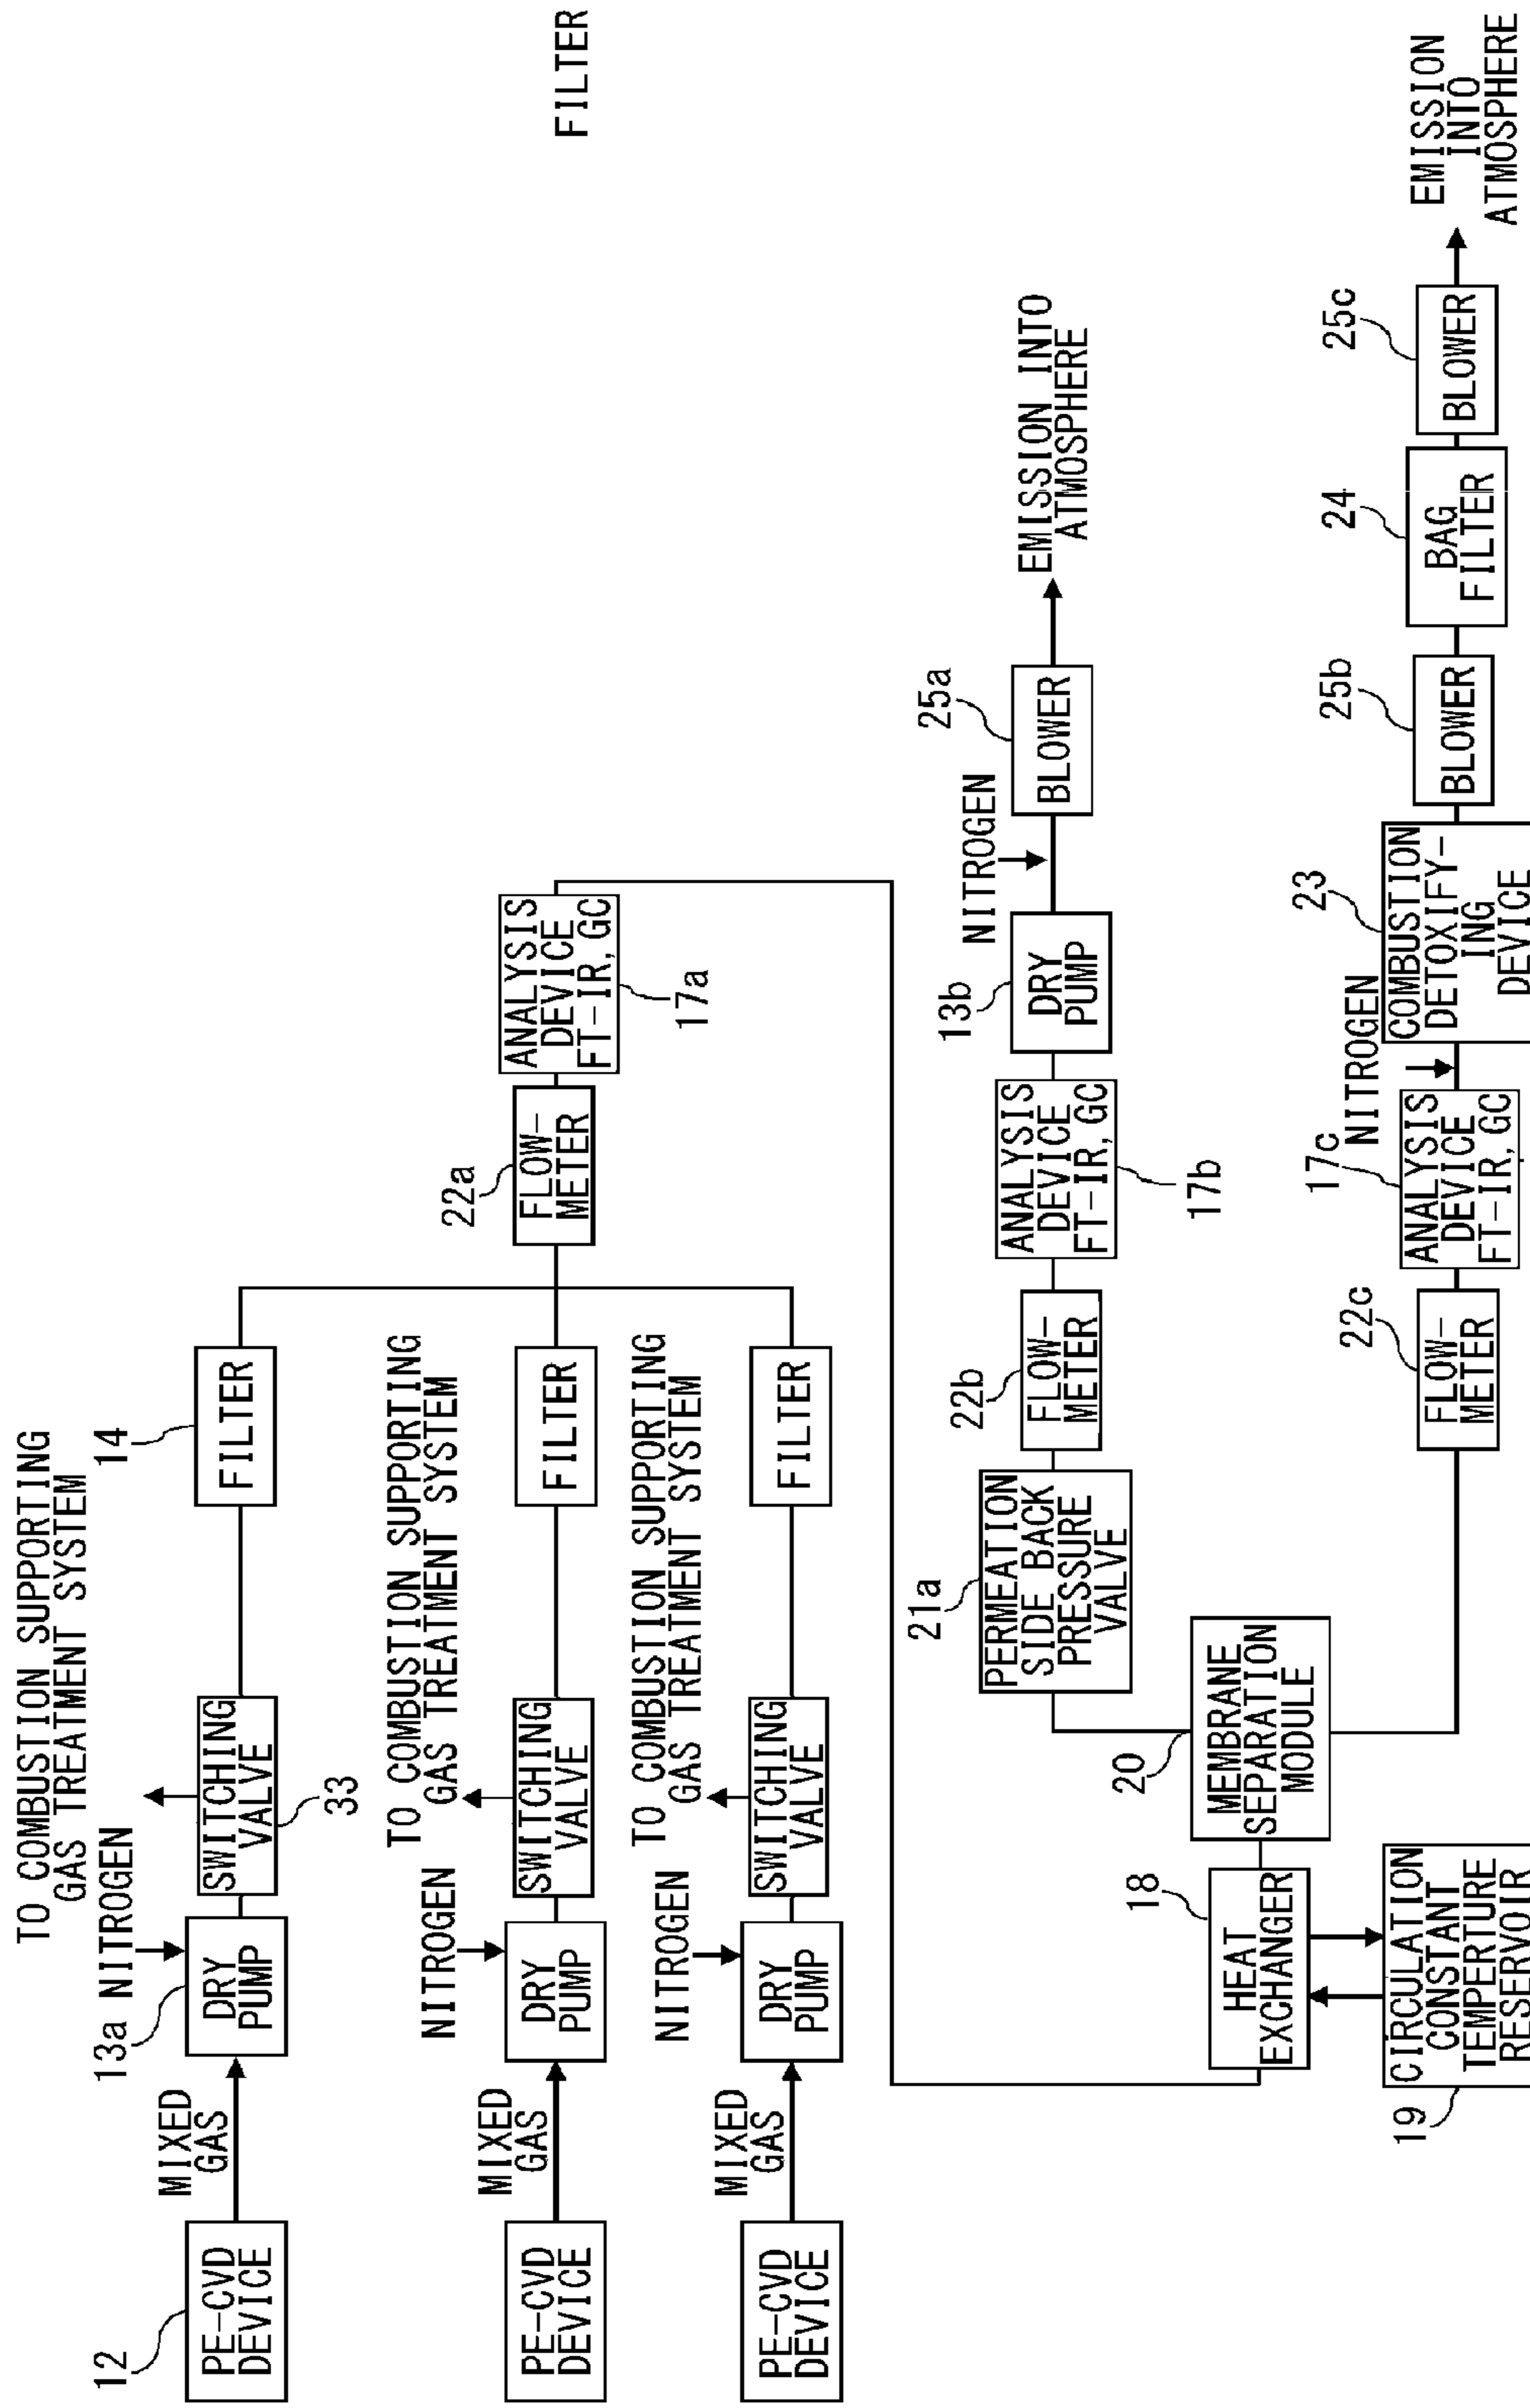 TO COMBUSTION SUPPORTING
GAS TREATMENT SYSTEM
NITROGEN
14
12
PE-CVD
DEVICE
MIXED
GAS
13a
DRY
PUMP
SWITCHING
VALVE
33
FILTER
TO COMBUSTION SUPPORTING
GAS TREATMENT SYSTEM
NITROGEN
PE-CVD
DEVICE
MIXED
GAS
DRY
PUMP
SWITCHING
VALVE
FILTER
22a
FLOW-
METER
ANALYSIS
DEVICE
FT-IR, GC
17a
FILTER
TO COMBUSTION SUPPORTING
GAS TREATMENT SYSTEM
NITROGEN
PE-CVD
DEVICE
MIXED
GAS
DRY
PUMP
SWITCHING
VALVE
FILTER
21a
PERMEATION
SIDE BACK
PRESSURE
VALVE
22b
FLOW-
METER
ANALYSIS
DEVICE
FT-IR, GC
17b
13b
DRY
PUMP
NITROGEN
25a
BLOWER
EMISSION INTO
ATMOSPHERE
18
HEAT
EXCHANGER
20
MEMBRANE
SEPARATION
MODULE
19
CIRCULATION
CONSTANT
TEMPERTURE
RESERVOIR
22c
FLOW-
METER
17c
ANALYSIS
DEVICE
FT-IR, GC
NITROGEN
23
COMBUSTION
DETOXIFY-
ING
DEVICE
25b
BLOWER
24
BAG
FILTER
25c
BLOWER
EMISSION
INTO
ATMOSPHERE